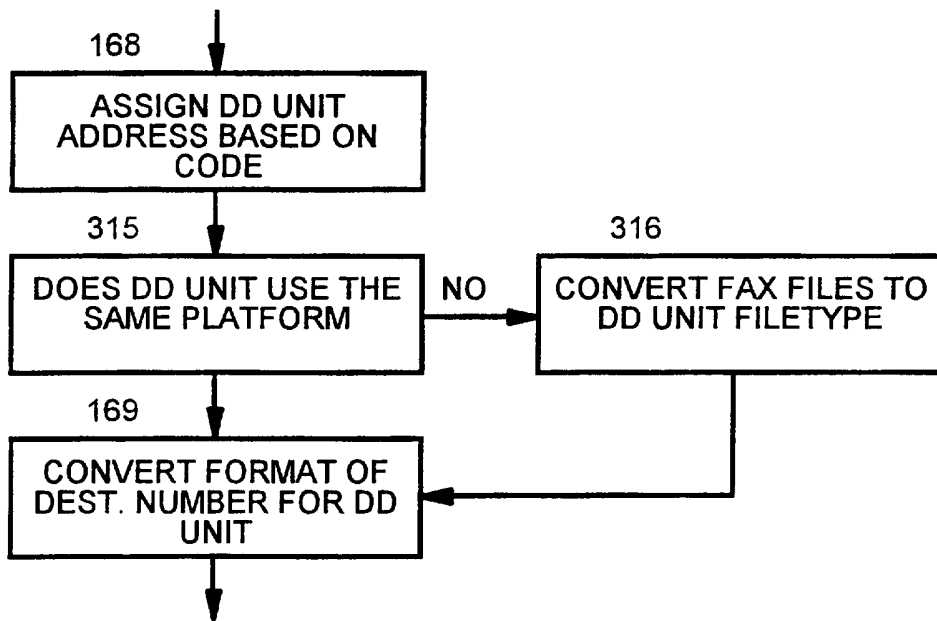 168
ASSIGN DD UNIT
ADDRESS BASED ON
CODE
315
DOES DD UNIT USE THE
SAME PLATFORM
NO
316
CONVERT FAX FILES TO
DD UNIT FILETYPE
169
CONVERT FORMAT OF
DEST. NUMBER FOR DD
UNIT